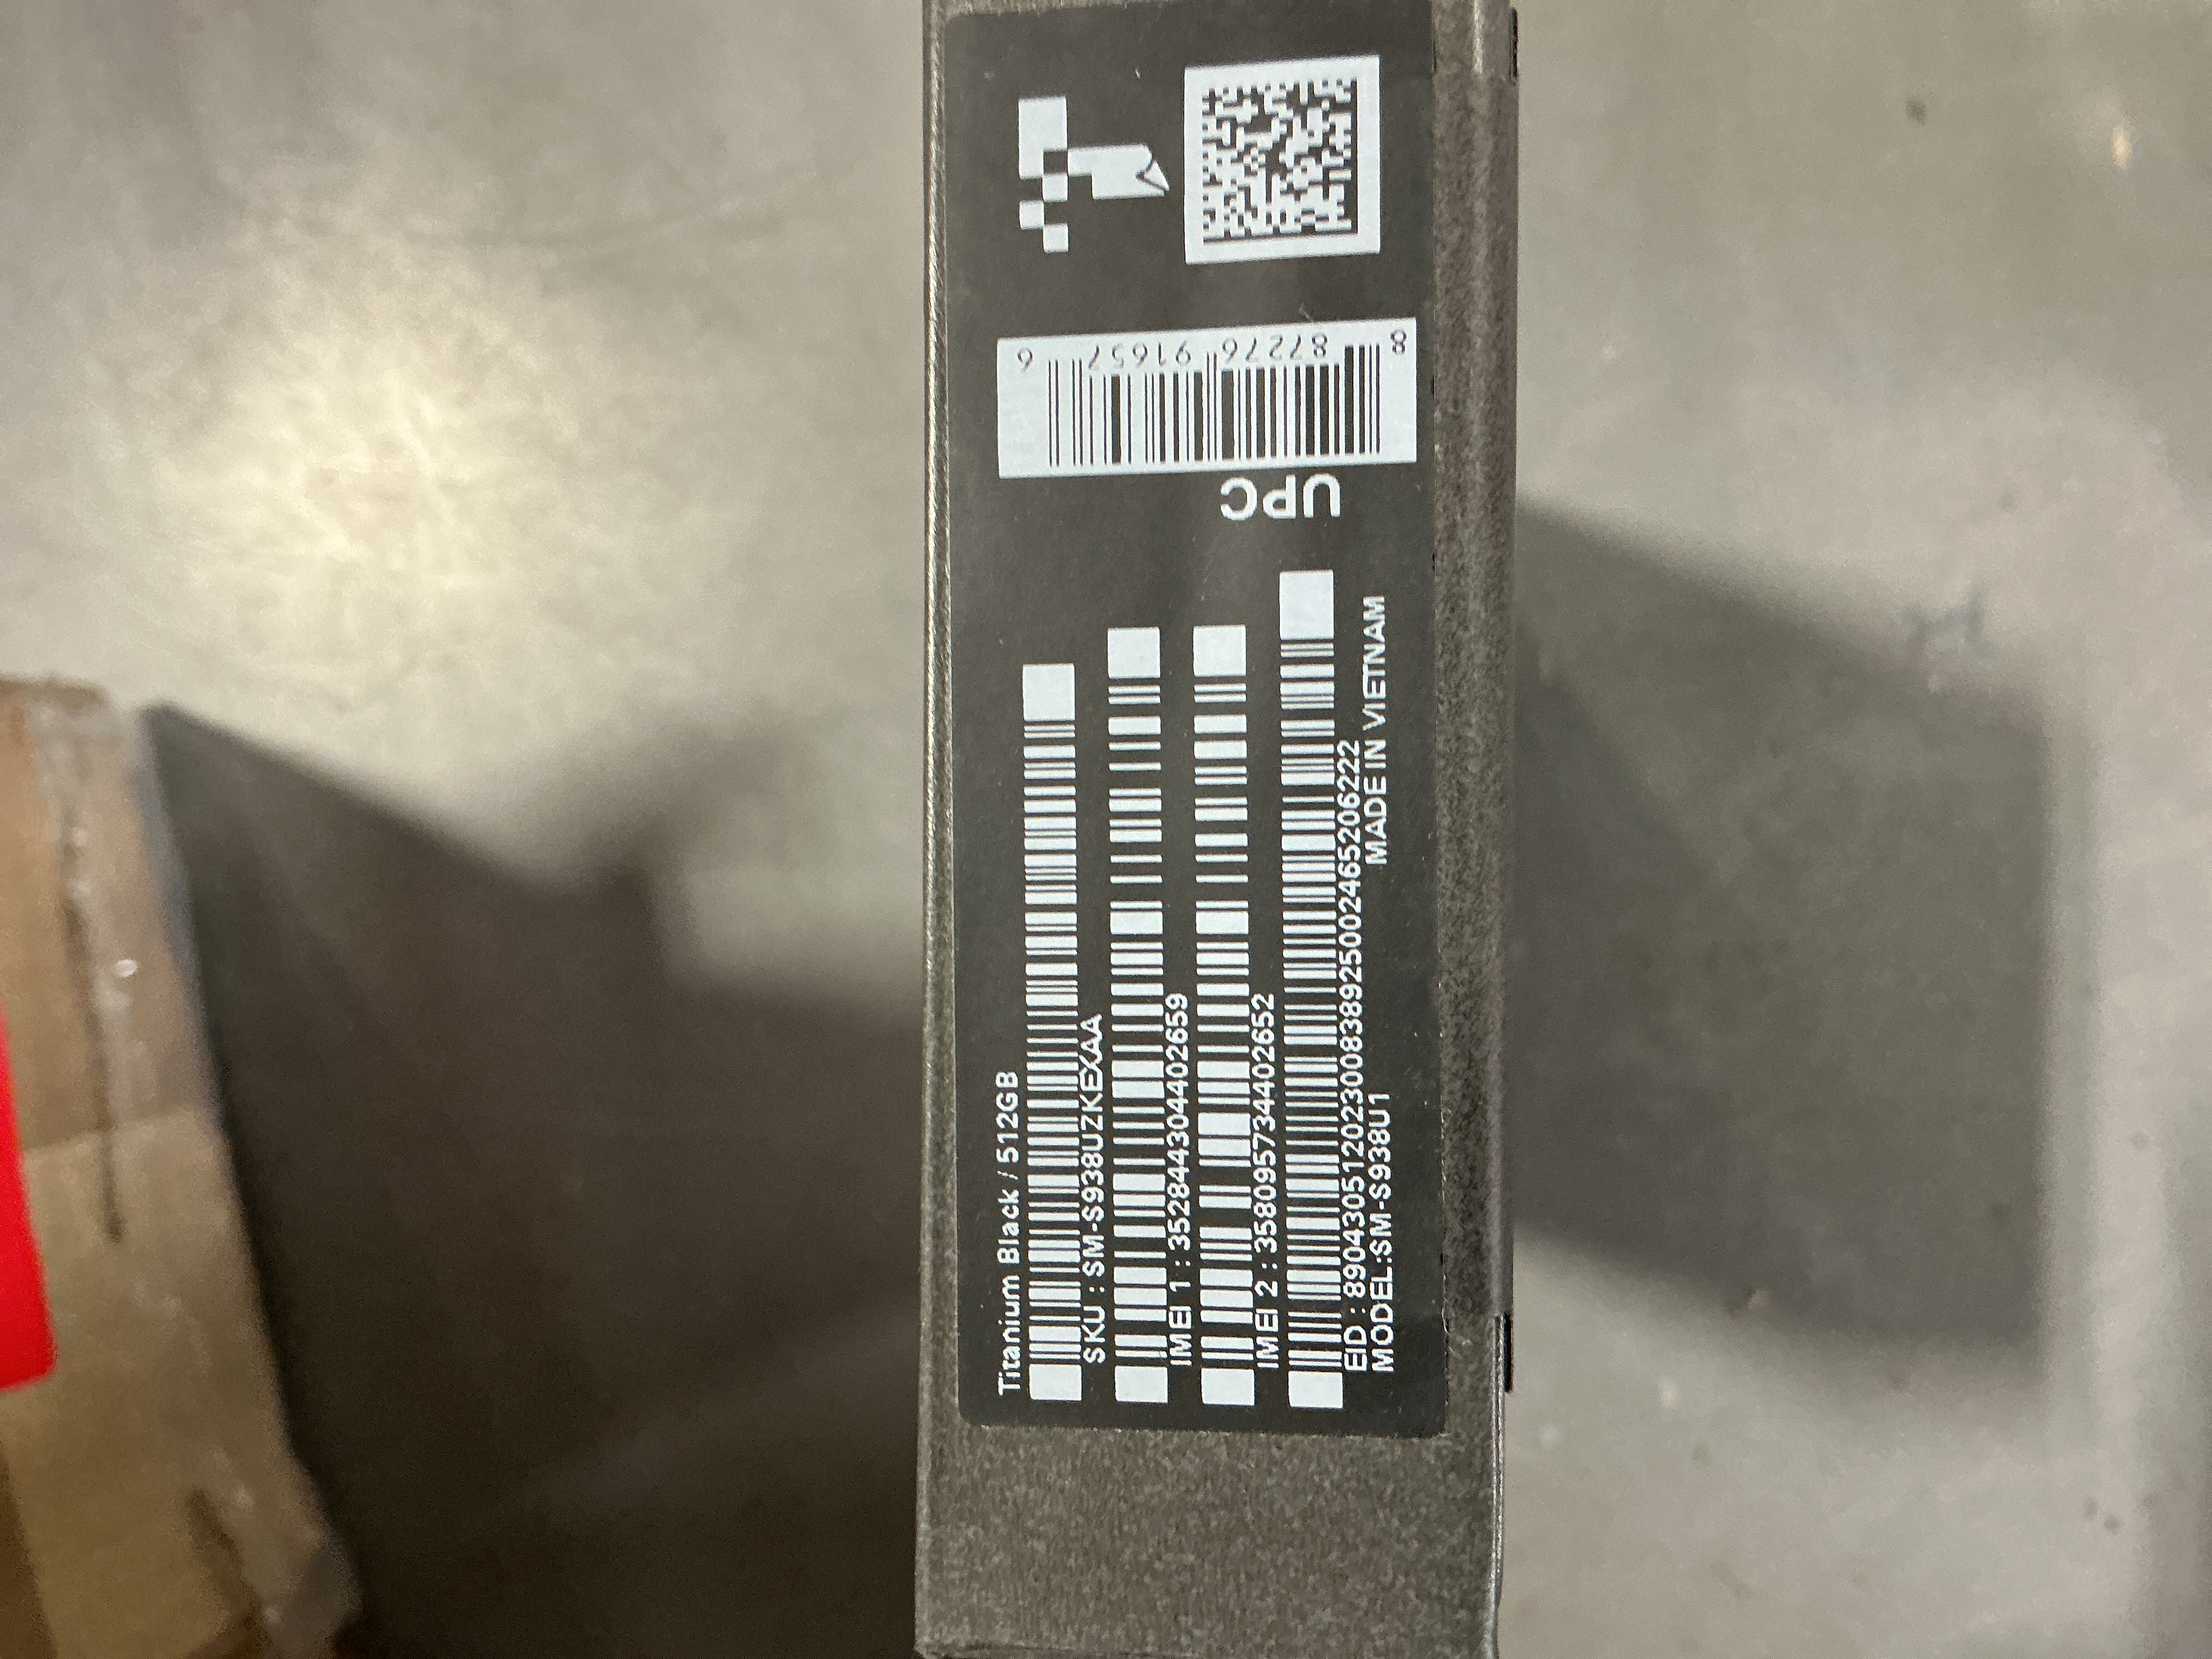 Titanium Black / 512GB
SKU : SM-S938UZKEXAA
IMEI 1 : 352844304402659
IMEI 2 : 358095734402652
EID : 89043051202300838925002465206222
MODEL:SM-S938U1
MADE IN VIETNAM
UPC
8 87276 91657 6